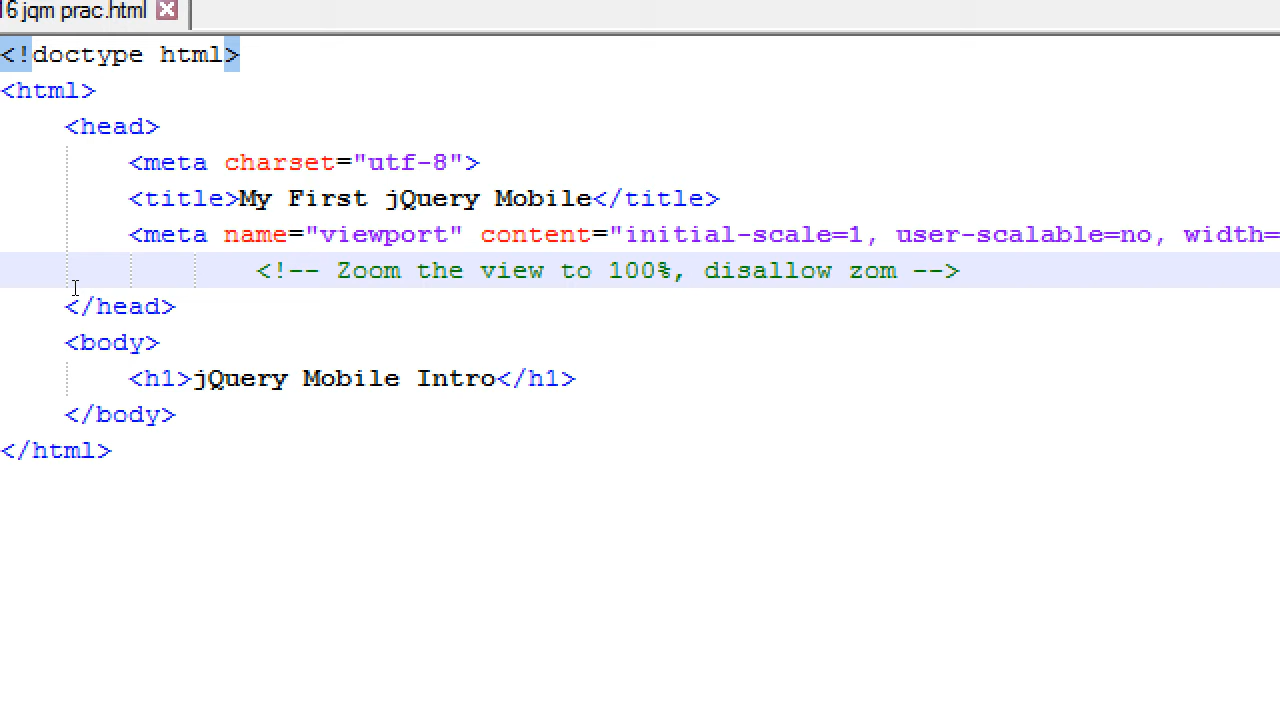 16 jqm prac.html
<!doctype html>
<html>
<head>
<meta charset="utf-8">
<title>My First jQuery Mobile</title>
<meta name="viewport" content="initial-scale=1, user-scalable=no, width=
<!-- Zoom the view to 100%, disallow zom -->
</head>
<body>
<h1>jQuery Mobile Intro</h1>
</body>
</html>